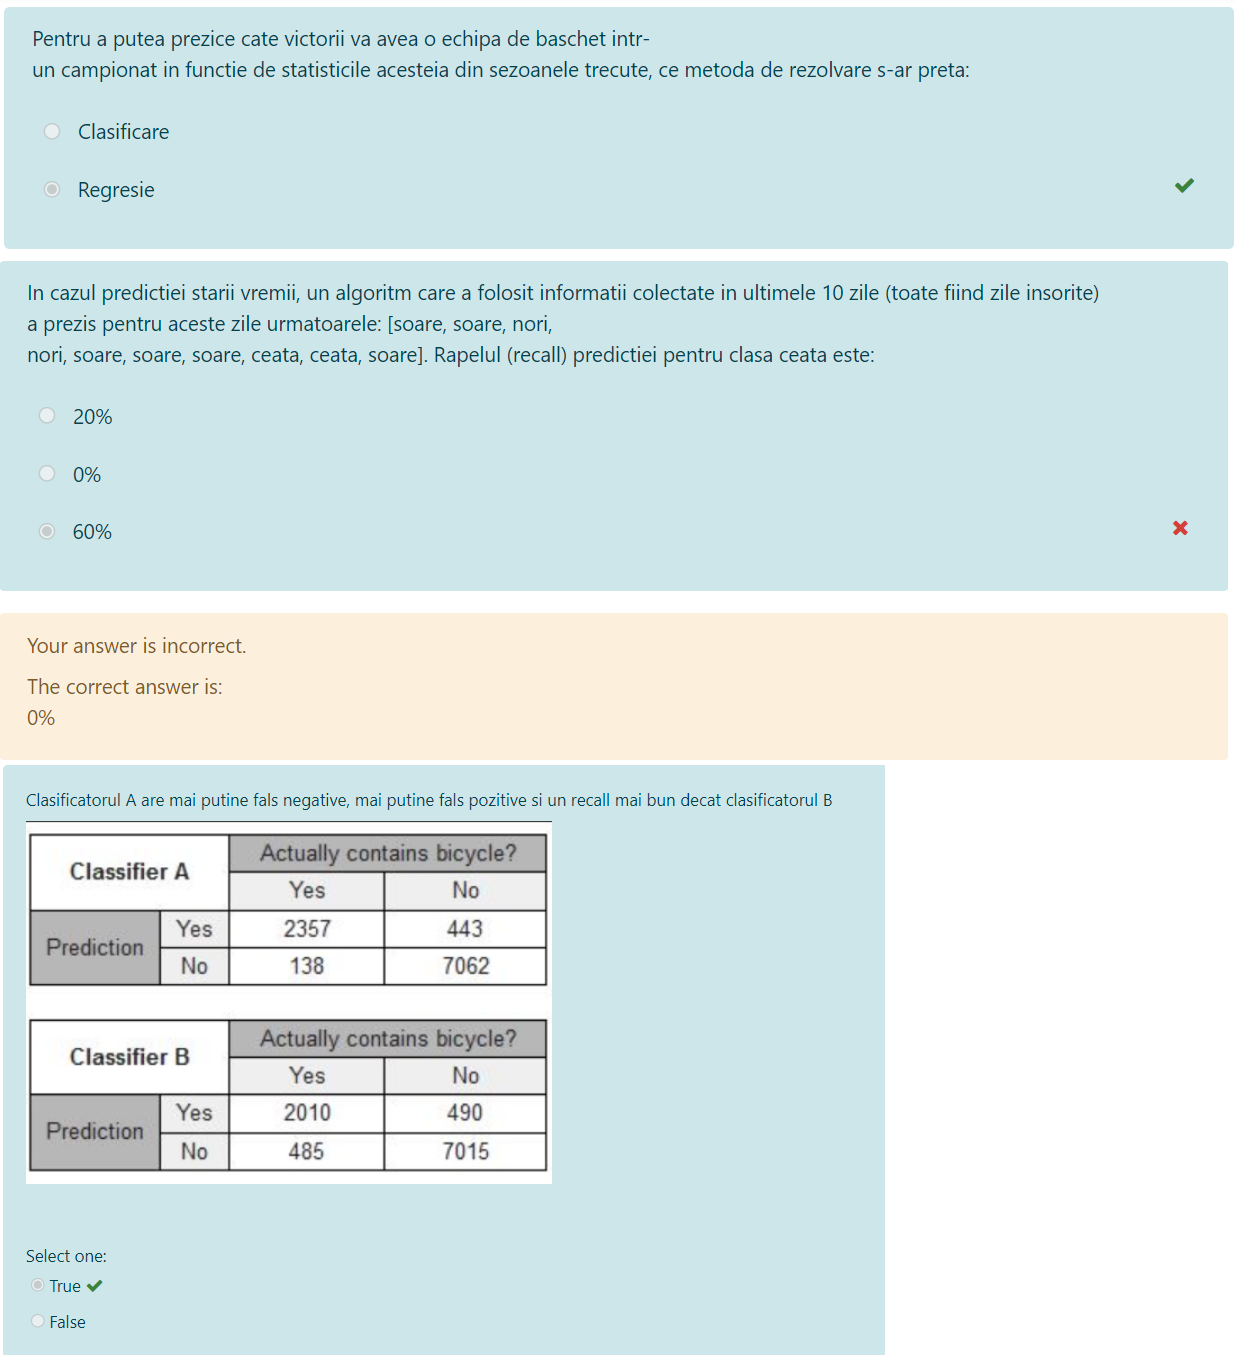 Pentru a putea prezice cate victorii va avea o echipa de baschet intr-
un campionat in functie de statisticile acesteia din sezoanele trecute, ce metoda de rezolvare s-ar preta:
Clasificare
Regresie
In cazul predictiei starii vremii, un algoritm care a folosit informatii colectate in ultimele 10 zile (toate fiind zile insorite)
a prezis pentru aceste zile urmatoarele: [soare, soare, nori,
nori, soare, soare, soare, ceata, ceata, soare]. Rapelul (recall) predictiei pentru clasa ceata este:
20%
0%
60%
Your answer is incorrect.
The correct answer is:
0%
Clasificatorul A are mai putine fals negative, mai putine fals pozitive si un recall mai bun decat clasificatorul B
Classifier A
Actually contains bicycle?
Yes No
Prediction
Yes 2357 443
No 138 7062
Classifier B
Actually contains bicycle?
Yes No
Prediction
Yes 2010 490
No 485 7015
Select one:
True
False